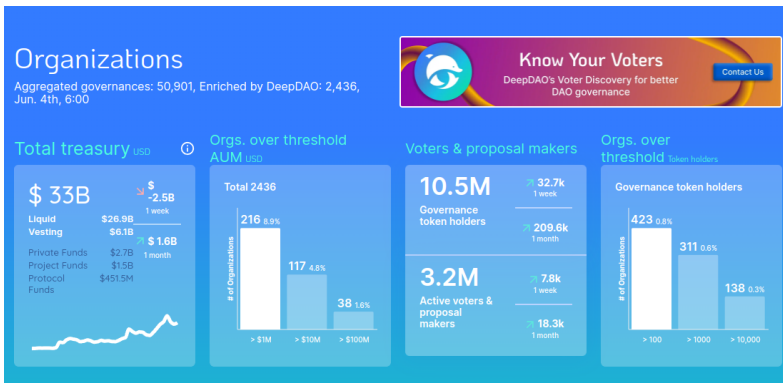 Organizations
Aggregated governances: 50,901, Enriched by DeepDAO: 2,436,
Jun. 4th, 6:00
Know Your Voters
DeepDAO's Voter Discovery for better
DAO governance
Contact Us
Total treasury USD
$ 33B
$
-2.5B
1 week
Liquid $26.9B
Vesting $6.1B
$ 1.6B
1 month
Private Funds $2.7B
Project Funds $1.5B
Protocol $451.5M
Funds
Orgs. over threshold
AUM USD
Total 2436
# of Organizations
216 8.9%
117 4.8%
38 1.6%
> $1M > $10M > $100M
Voters & proposal makers
10.5M
Governance
token holders
32.7k
1 week
209.6k
1 month
3.2M
Active voters &
proposal
makers
7.8k
1 week
18.3k
1 month
Orgs. over
threshold Token holders
Governance token holders
# of Organizations
423 0.8%
311 0.6%
138 0.3%
> 100 > 1000 > 10,000